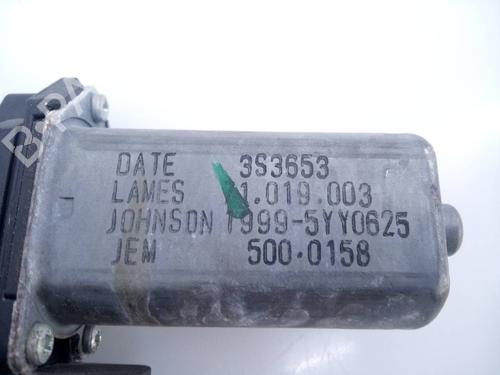 DATE 3S3653
LAMES 1.019.003
JOHNSON 1999-5YY0625
JEM 500.0158